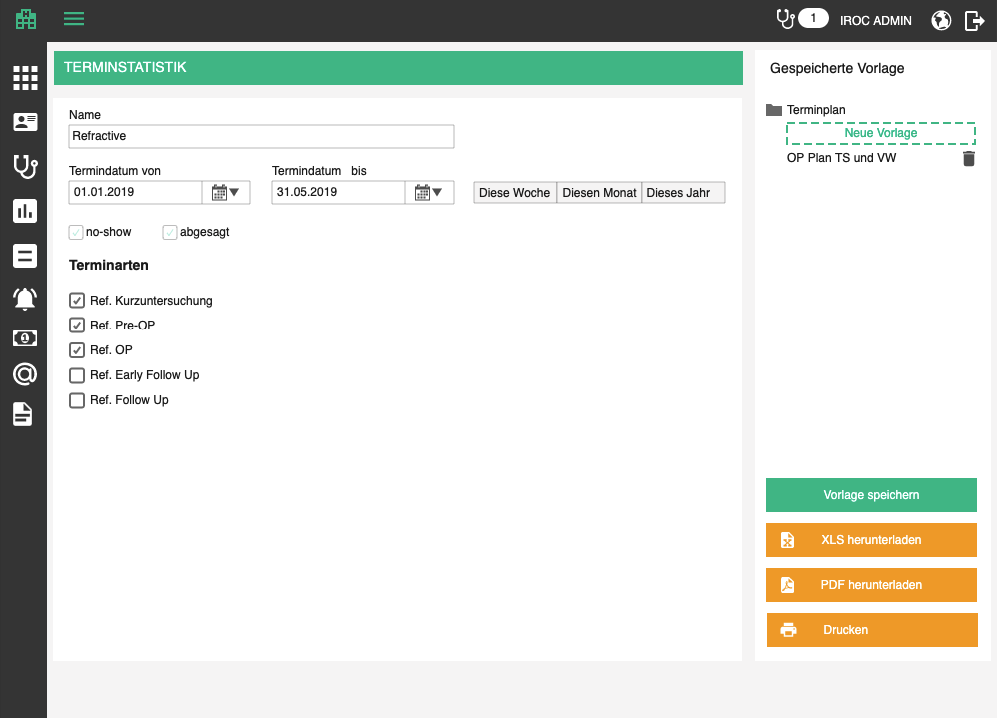 1 IROC ADMIN
TERMINSTATISTIK
Name
Refractive
Termindatum von
01.01.2019
Termindatum bis
31.05.2019
Diese Woche Diesen Monat Dieses Jahr
no-show abgesagt
Terminarten
Ref. Kurzuntersuchung
Ref. Pre-OP
Ref. OP
Ref. Early Follow Up
Ref. Follow Up
Gespeicherte Vorlage
Terminplan
Neue Vorlage
OP Plan TS und VW
Vorlage speichern
XLS herunterladen
PDF herunterladen
Drucken